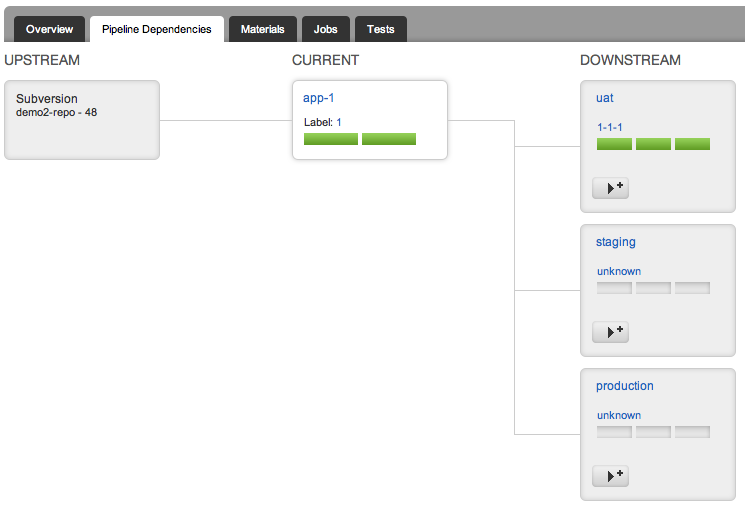 Overview
Pipeline Dependencies
Materials
Jobs
Tests
UPSTREAM
CURRENT
DOWNSTREAM
Subversion
demo2-repo - 48
app-1
Label: 1
uat
1-1-1
staging
unknown
production
unknown